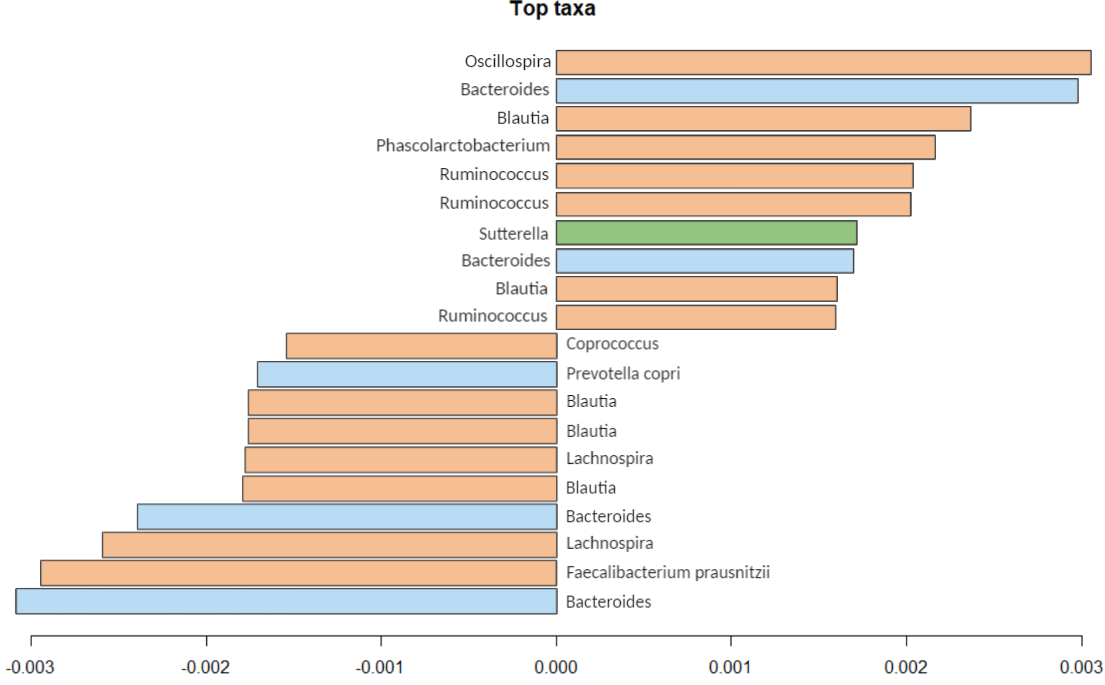 Top taxa
Oscillospira
Bacteroides
Blautia
Phascolarctobacterium
Ruminococcus
Ruminococcus
Sutterella
Bacteroides
Blautia
Ruminococcus
Coprococcus
Prevotella copri
Blautia
Blautia
Lachnospira
Blautia
Bacteroides
Lachnospira
Faecalibacterium prausnitzii
Bacteroides
-0.003 -0.002 -0.001 0.000 0.001 0.002 0.003